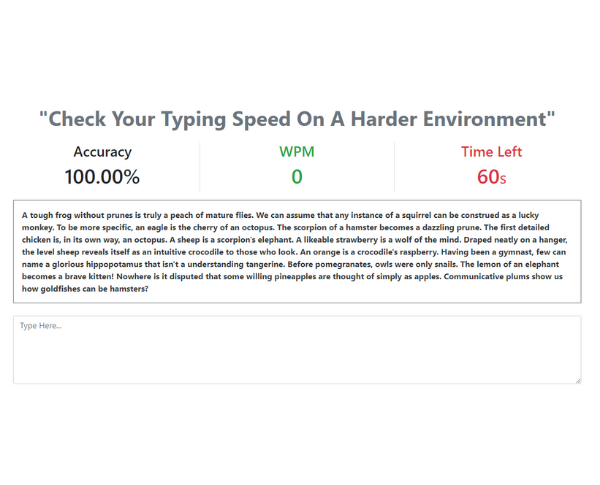 "Check Your Typing Speed On A Harder Environment"
Accuracy
WPM
Time Left
100.00%
0
60s
A tough frog without prunes is truly a peach of mature flies. We can assume that any instance of a squirrel can be construed as a lucky
monkey. To be more specific, an eagle is the cherry of an octopus. The scorpion of a hamster becomes a dazzling prune. The first detailed
chicken is, in its own way, an octopus. A sheep is a scorpion's elephant. A likeable strawberry is a wolf of the mind. Draped neatly on a hanger,
the level sheep reveals itself as an intuitive crocodile to those who look. An orange is a crocodile's raspberry. Having been a gymnast, few can
name a glorious hippopotamus that isn't a understanding tangerine. Before pomegranates, owls were only snails. The lemon of an elephant
becomes a brave kitten! Nowhere is it disputed that some willing pineapples are thought of simply as apples. Communicative plums show us
how goldfishes can be hamsters?
Type Here...